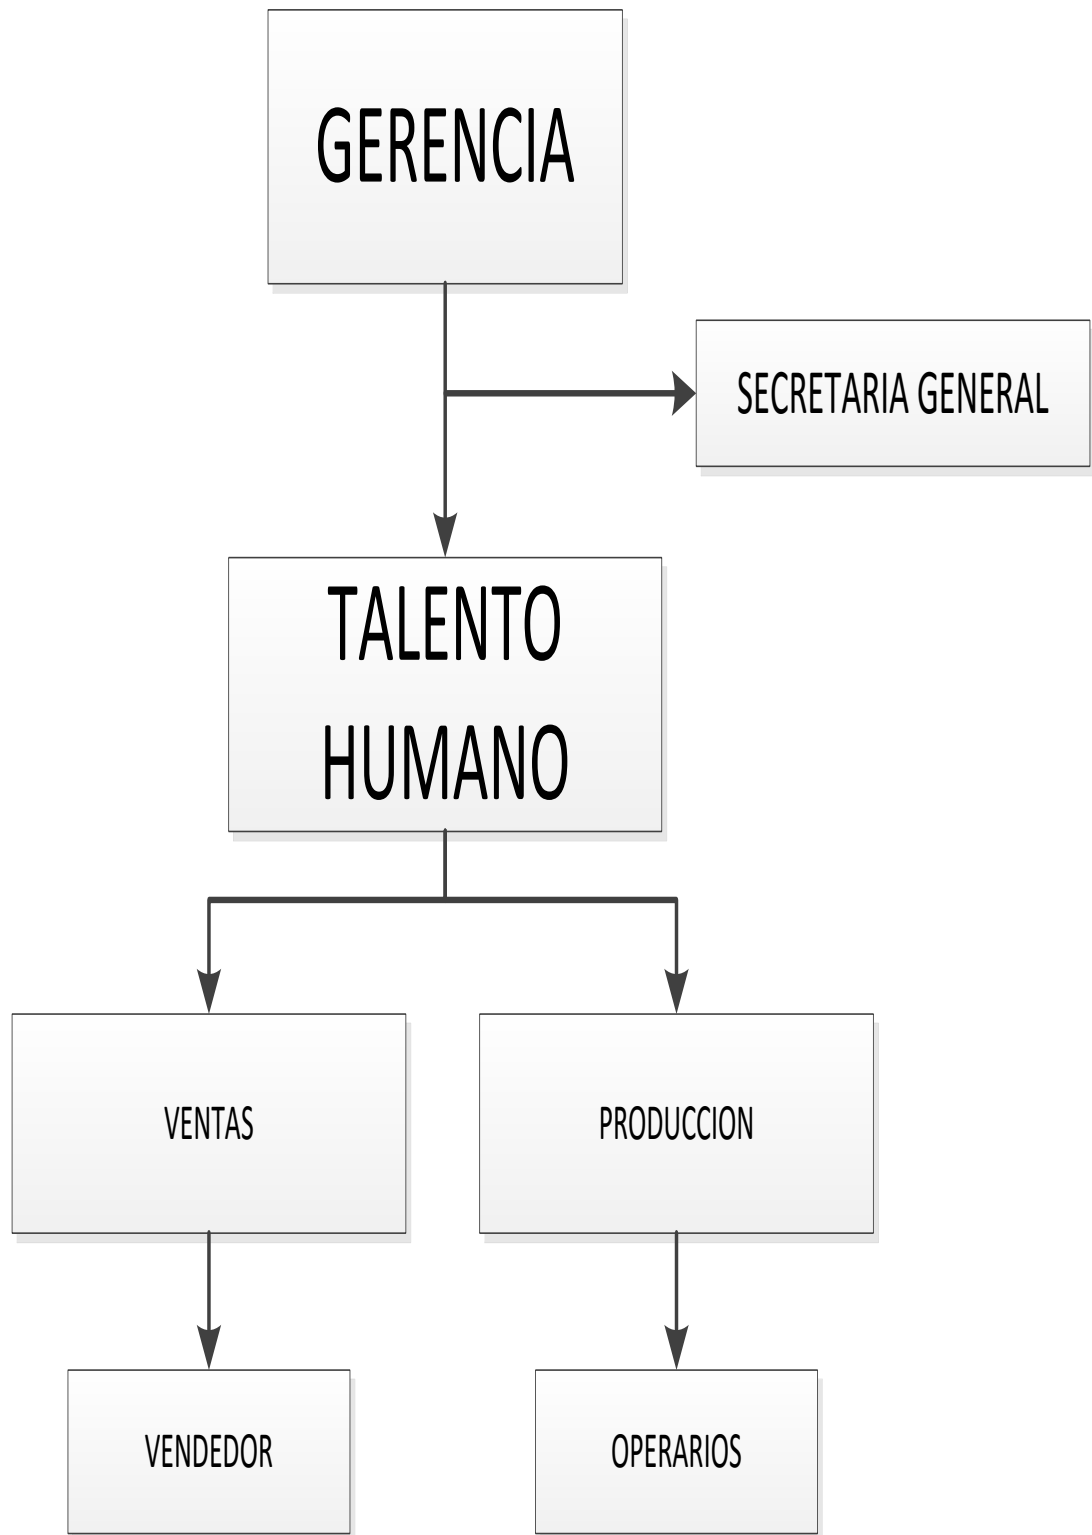 GERENCIA
SECRETARIA GENERAL
TALENTO
HUMANO
VENTAS
PRODUCCION
VENDEDOR
OPERARIOS